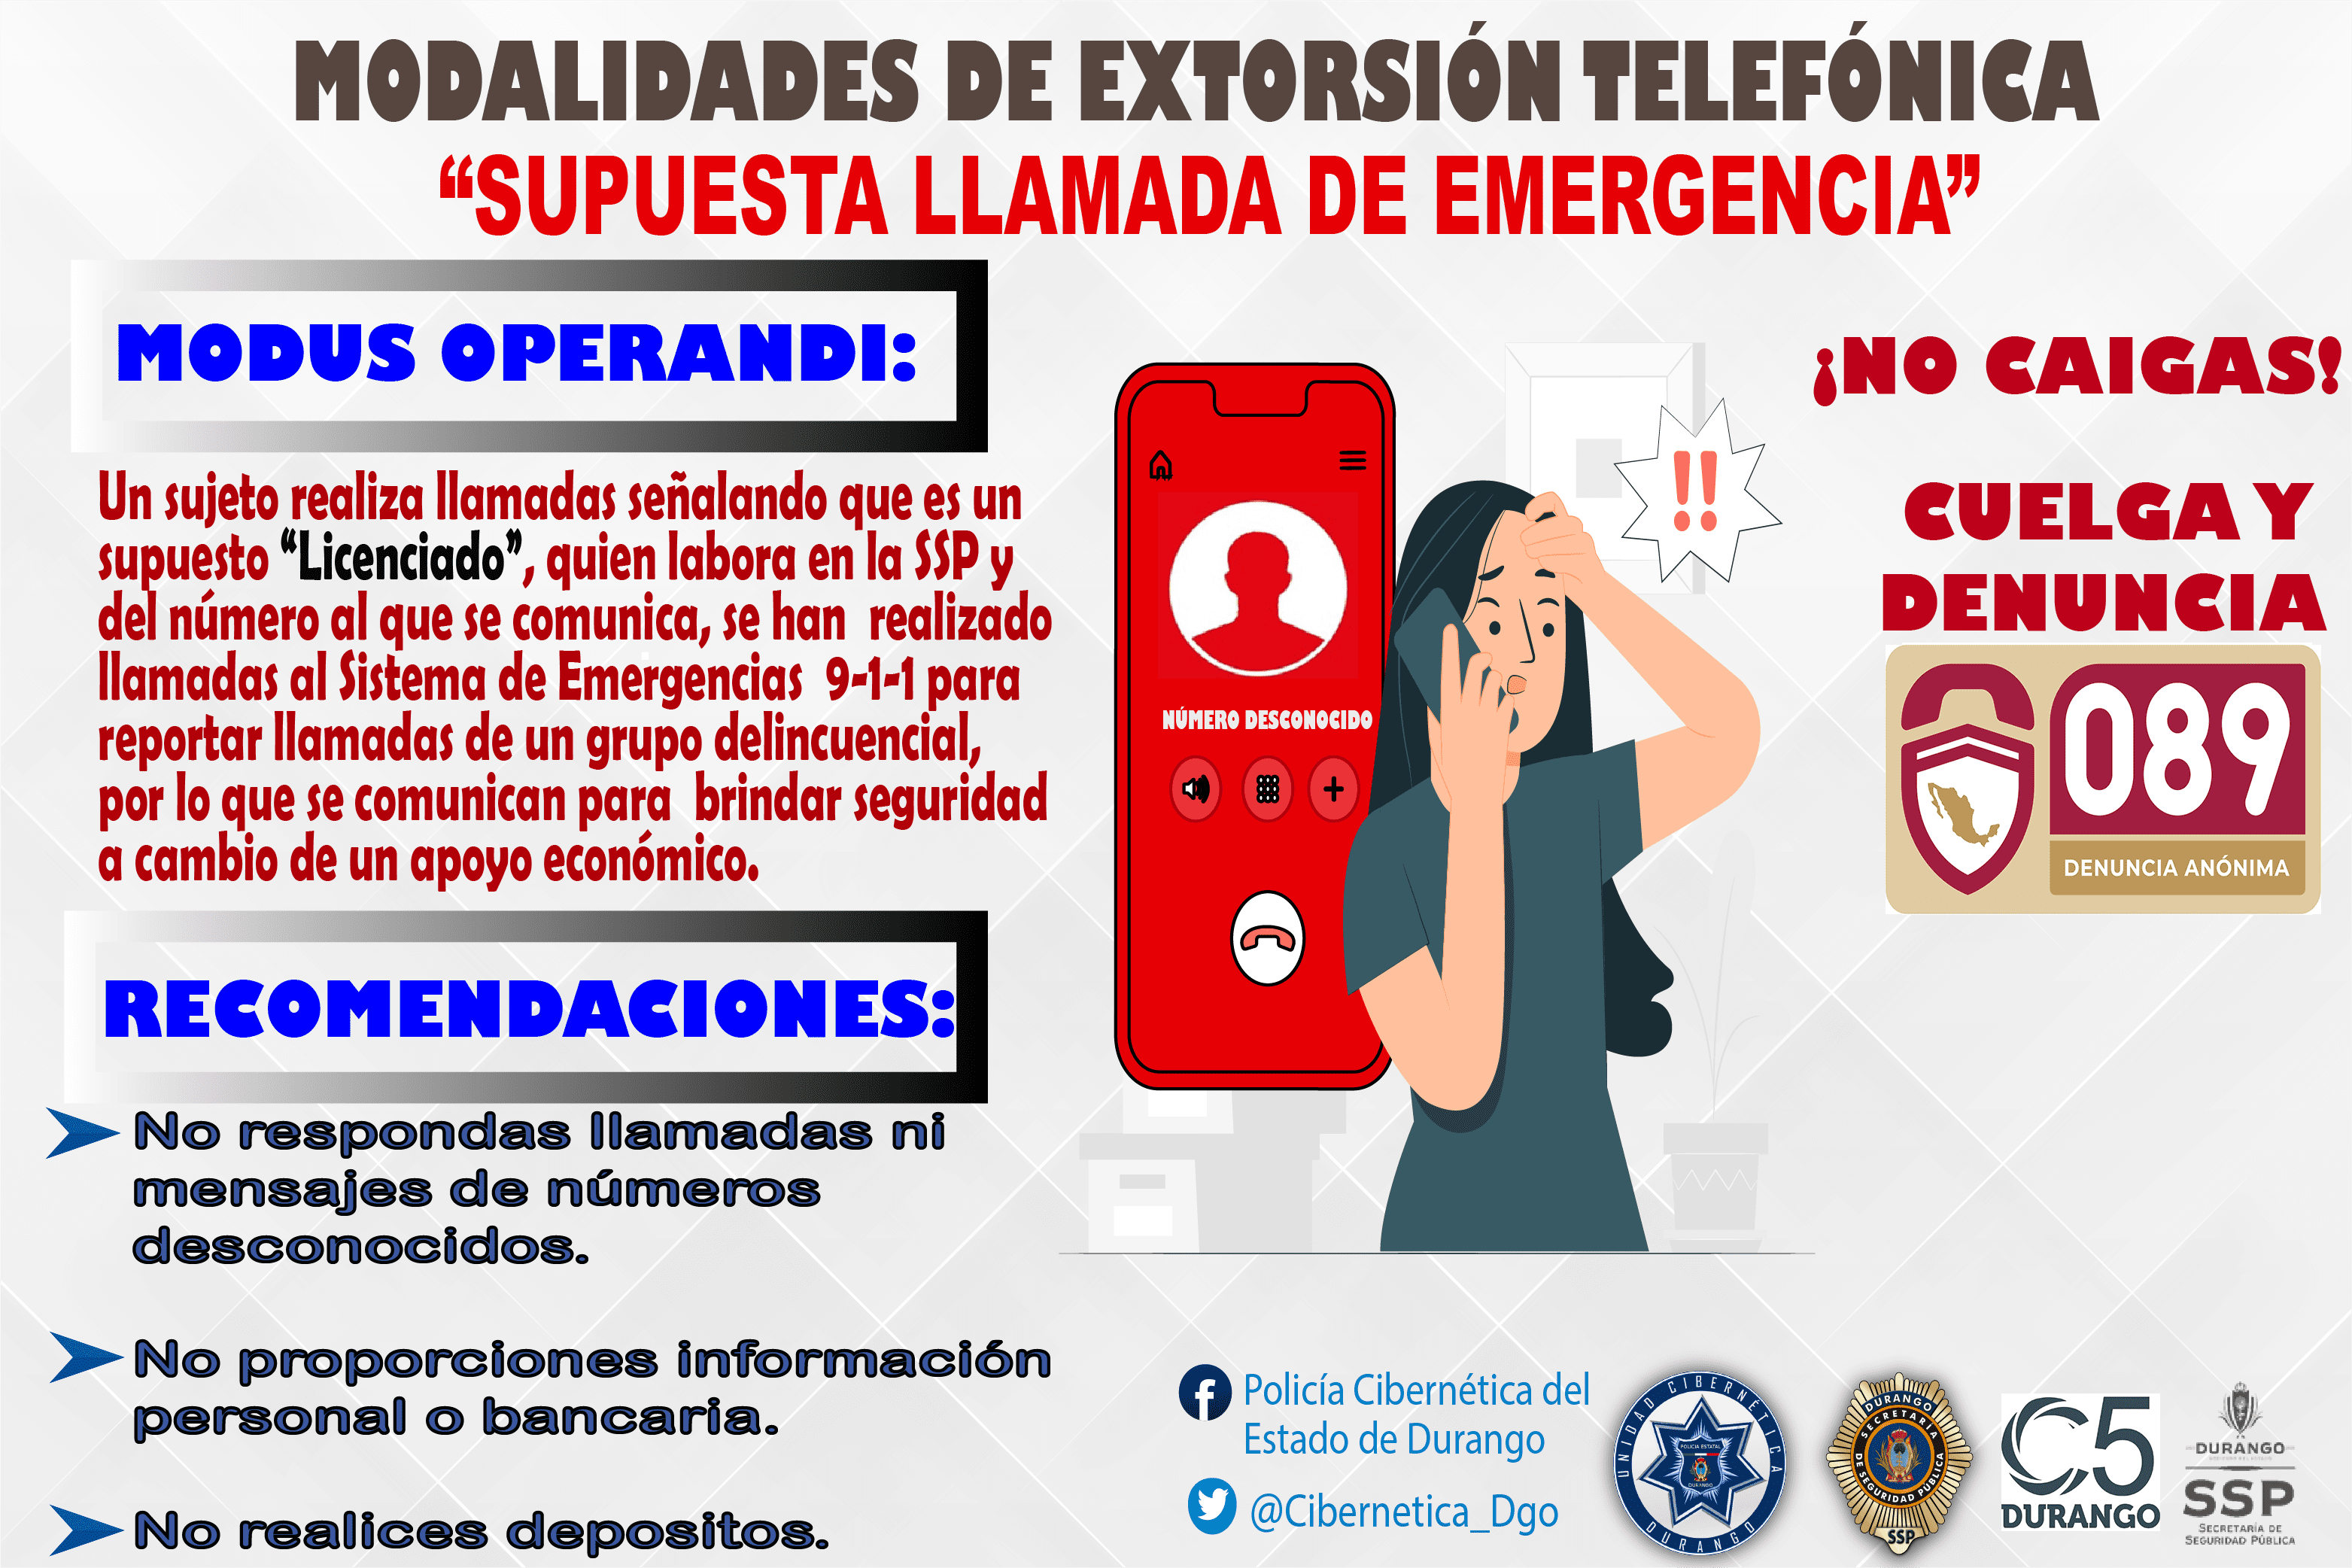 MODALIDADES DE EXTORSIÓN TELEFÓNICA
“SUPUESTA LLAMADA DE EMERGENCIA”
MODUS OPERANDI:
Un sujeto realiza llamadas señalando que es un
supuesto “Licenciado”, quien labora en la SSP y
del número al que se comunica, se han realizado
llamadas al Sistema de Emergencias 9-1-1 para
reportar llamadas de un grupo delincuencial,
por lo que se comunican para brindar seguridad
a cambio de un apoyo económico.
RECOMENDACIONES:
No respondas llamadas ni
mensajes de números
desconocidos.
No proporciones información
personal o bancaria.
No realices depositos.
NÚMERO DESCONOCIDO
!!
¡NO CAIGAS!
CUELGA Y
DENUNCIA
089
DENUNCIA ANÓNIMA
Policía Cibernética del
Estado de Durango
@Cibernetica_Dgo
UNIDAD CIBERNÉTICA
POLICIA ESTATAL
DURANGO
DURANGO
DURANGO
SECRETARIA
DE SEGURIDAD PÚBLICA
SSP
C5
DURANGO
DURANGO
SSP
SECRETARÍA DE
SEGURIDAD PÚBLICA